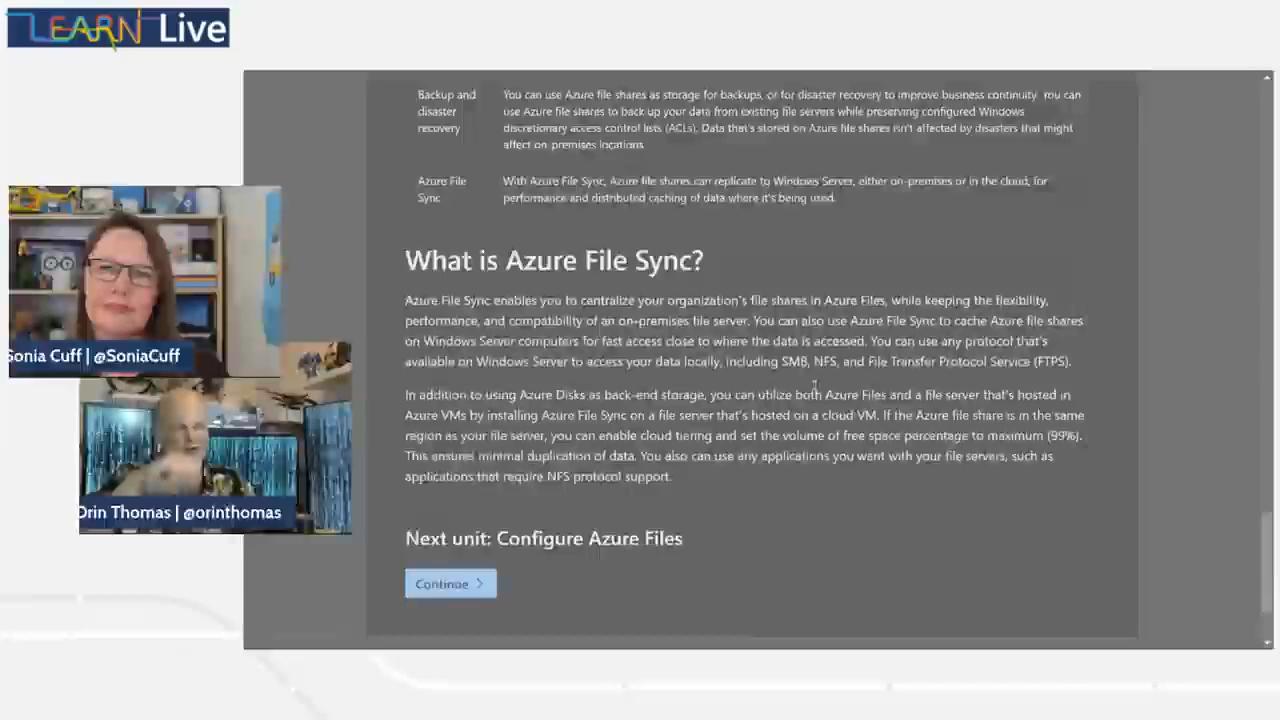 LEARN Live
Backup and
disaster
recovery
You can use Azure file shares as storage for backups, or for disaster recovery to improve business continuity. You can
use Azure file shares to back up your data from existing file servers while preserving configured Windows
discretionary access control lists (ACLs). Data that's stored on Azure file shares isn't affected by disasters that might
affect on-premises locations.
Azure File
Sync
With Azure File Sync, Azure file shares can replicate to Windows Server, either on-premises or in the cloud, for
performance and distributed caching of data where it's being used.
What is Azure File Sync?
Azure File Sync enables you to centralize your organization's file shares in Azure Files, while keeping the flexibility,
performance, and compatibility of an on-premises file server. You can also use Azure File Sync to cache Azure file shares
on Windows Server computers for fast access close to where the data is accessed. You can use any protocol that's
available on Windows Server to access your data locally, including SMB, NFS, and File Transfer Protocol Service (FTPS).
In addition to using Azure Disks as back-end storage, you can utilize both Azure Files and a file server that's hosted in
Azure VMs by installing Azure File Sync on a file server that's hosted on a cloud VM. If the Azure file share is in the same
region as your file server, you can enable cloud tiering and set the volume of free space percentage to maximum (99%).
This ensures minimal duplication of data. You also can use any applications you want with your file servers, such as
applications that require NFS protocol support.
Next unit: Configure Azure Files
Continue
Sonia Cuff | @SoniaCuff
Orin Thomas | @orinthomas